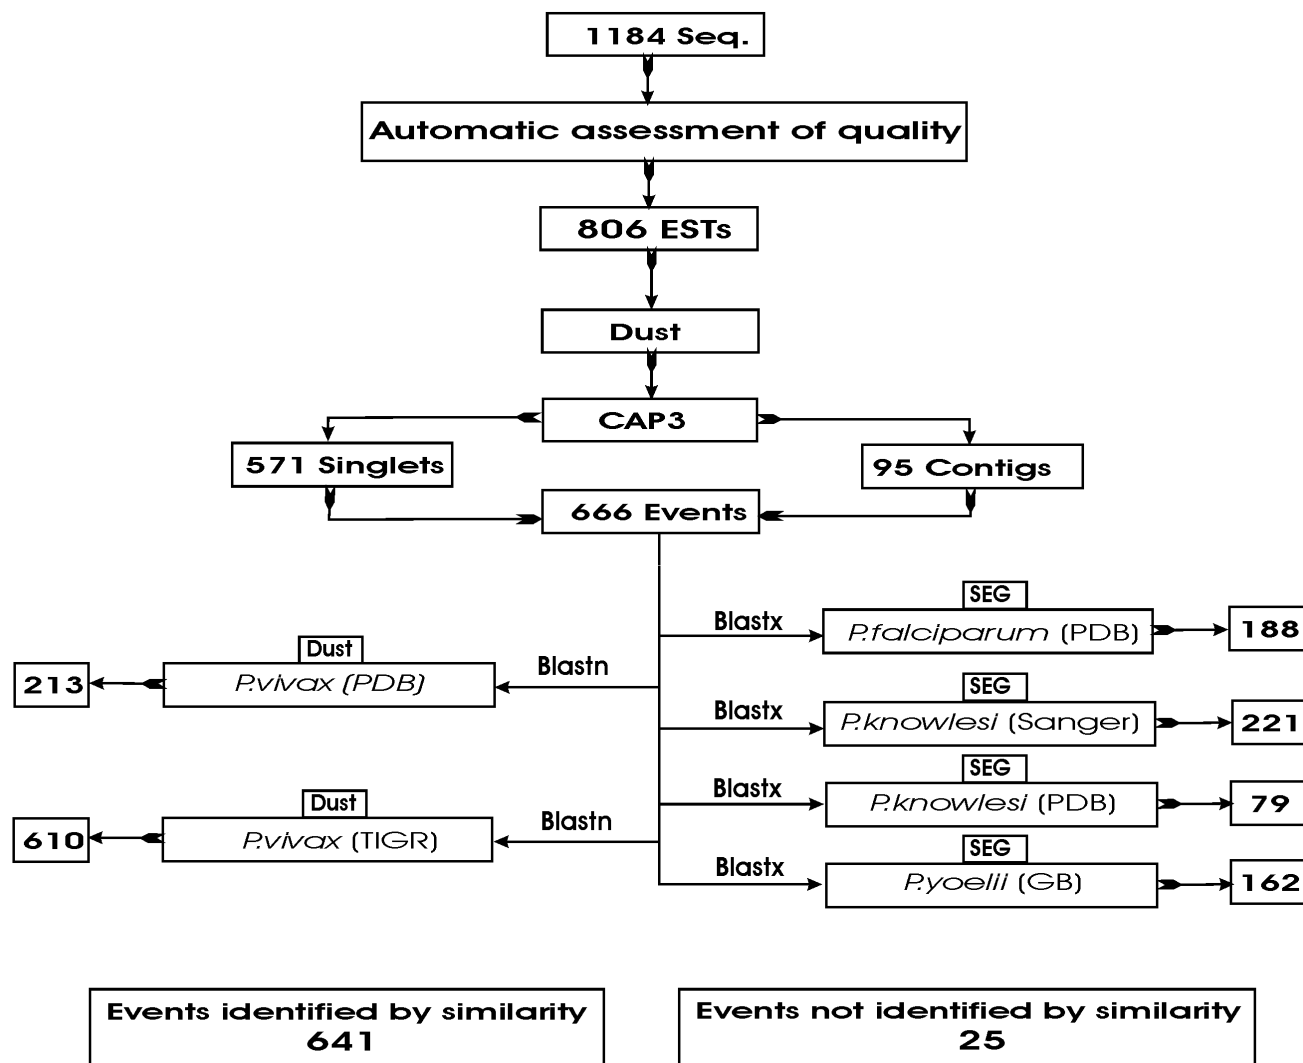 1184 Seq.
Automatic assessment of quality
806 ESTs
Dust
CAP3
571 Singlets
95 Contigs
666 Events
SEG
Blastx
P.falciparum (PDB)
188
Dust
Blastn
213
P.vivax (PDB)
SEG
Blastx
P.knowlesi (Sanger)
221
SEG
Blastx
P.knowlesi (PDB)
79
Dust
Blastn
610
P.vivax (TIGR)
SEG
Blastx
P.yoelii (GB)
162
Events identified by similarity
641
Events not identified by similarity
25